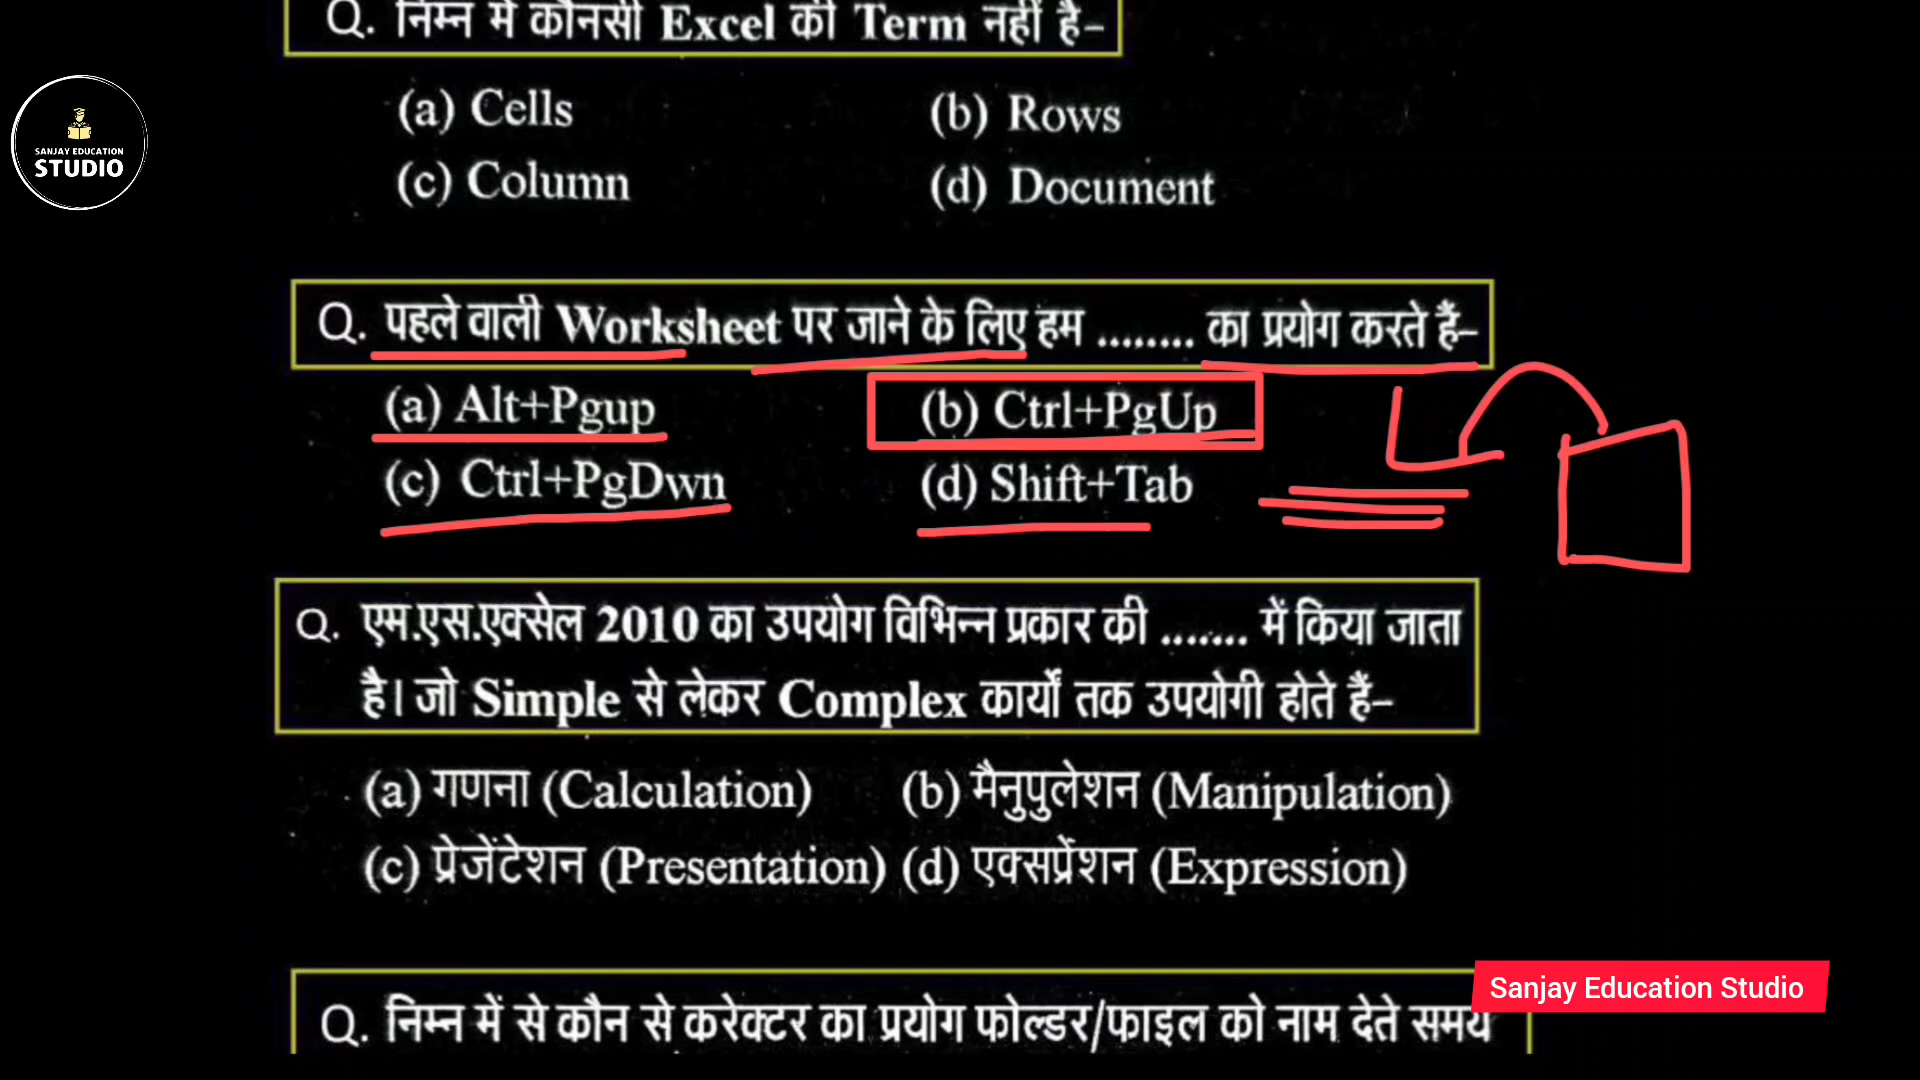 Q. निम्न में कौनसी Excel की Term नहीं है–
(a) Cells
(b) Rows
(c) Column
(d) Document
SANJAY EDUCATION
STUDIO
Q. पहले वाली Worksheet पर जाने के लिए हम ........ का प्रयोग करते हैं–
(a) Alt+Pgup
(b) Ctrl+PgUp
(c) Ctrl+PgDwn
(d) Shift+Tab
Q. एम.एस.एक्सेल 2010 का उपयोग विभिन्न प्रकार की ....... में किया जाता
है। जो Simple से लेकर Complex कार्यों तक उपयोगी होते हैं–
(a) गणना (Calculation)
(b) मैनुपुलेशन (Manipulation)
(c) प्रेजेंटेशन (Presentation)
(d) एक्सप्रेंशन (Expression)
Sanjay Education Studio
Q. निम्न में से कौन से करेक्टर का प्रयोग फोल्डर/फाइल को नाम देते समय